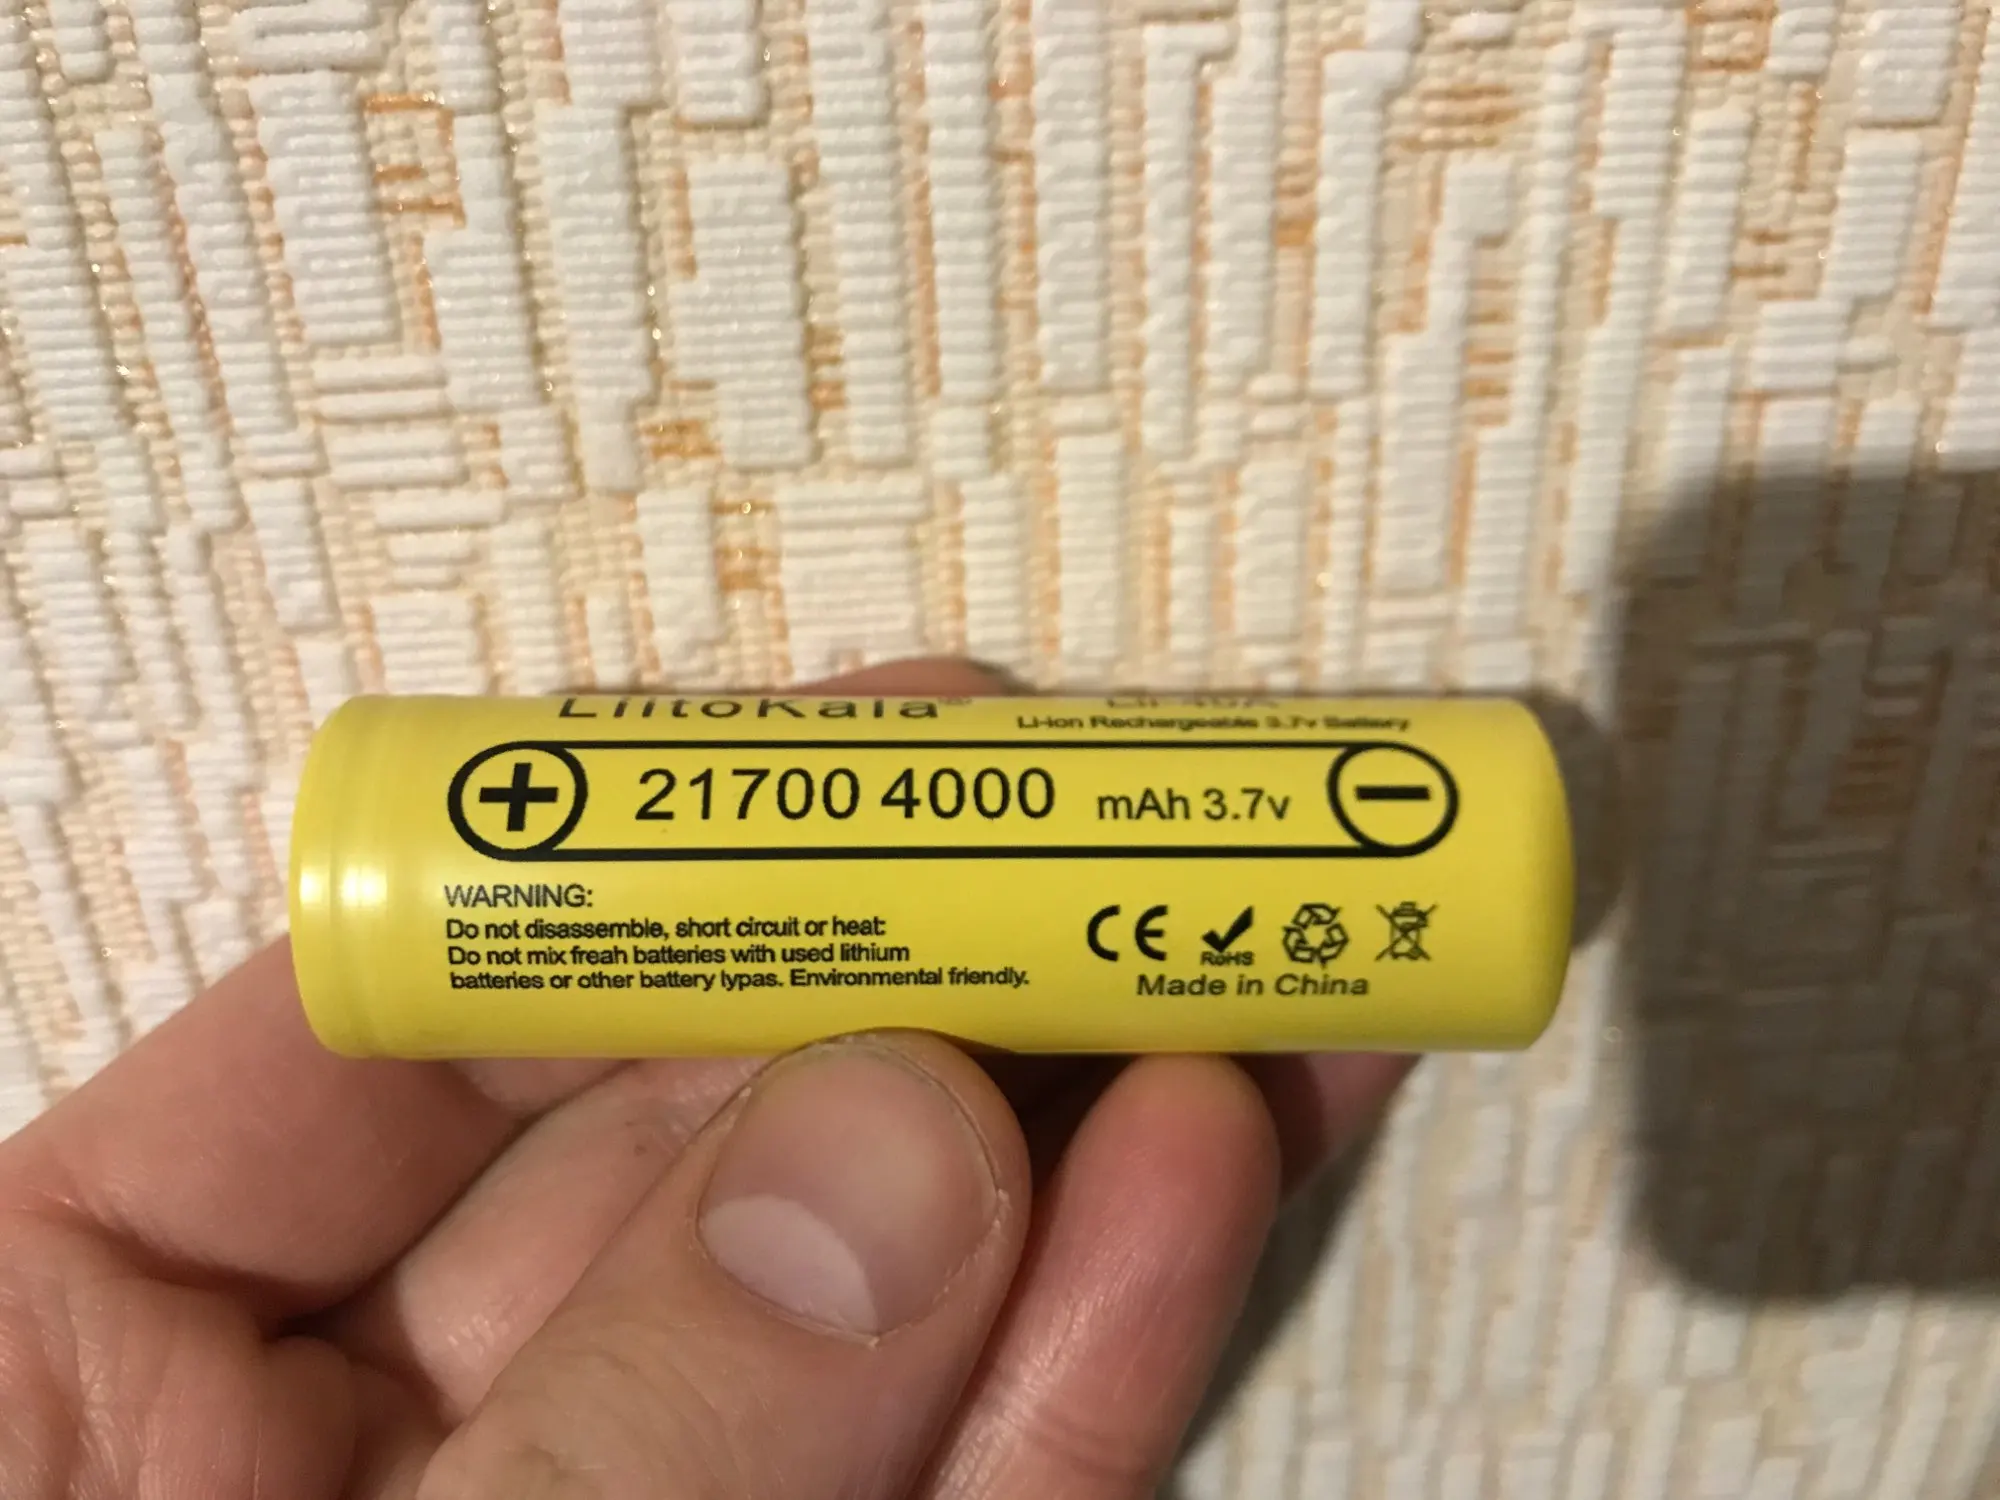 LiitoKala®
Lii-40A
Li-ion Rechargeable 3.7v Battery
+ 21700 4000 mAh 3.7v −
WARNING:
Do not disassemble, short circuit or heat:
Do not mix freah batteries with used lithium
batteries or other battery lypas. Environmental friendly.
CE
RoHS
Made in China